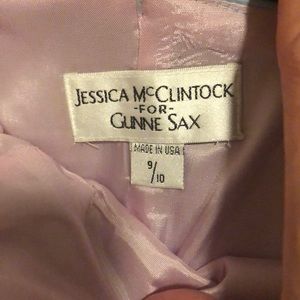 JESSICA McCLINTOCK
-FOR-
GUNNE SAX
MADE IN USA
9/10